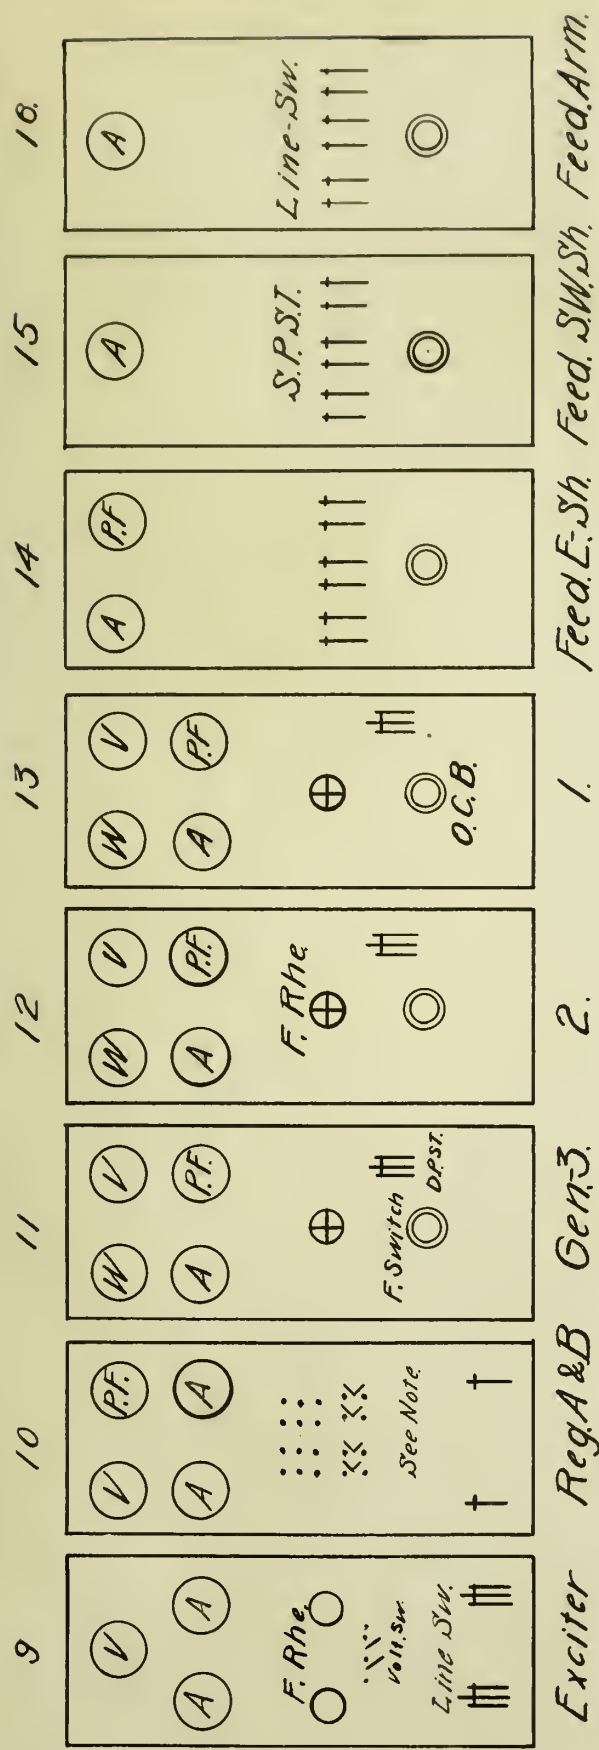 9 10 11 12 13 14 15 16.
V
A A
F. Rhe.
Volt. Sw.
Line Sw.
Exciter
V P.F.
A A
See Note.
Reg. A & B
W V
A P.F.
F. Switch
D.P.S.T.
Gen-3.
W V
A P.F.
F. Rhe.
2.
W V
A P.F
O.C.B.
1.
A P.F
Feed. E-Sh.
A
S.P.S.T.
Feed. S.W.Sh.
A
Line-Sw.
Feed. Arm.